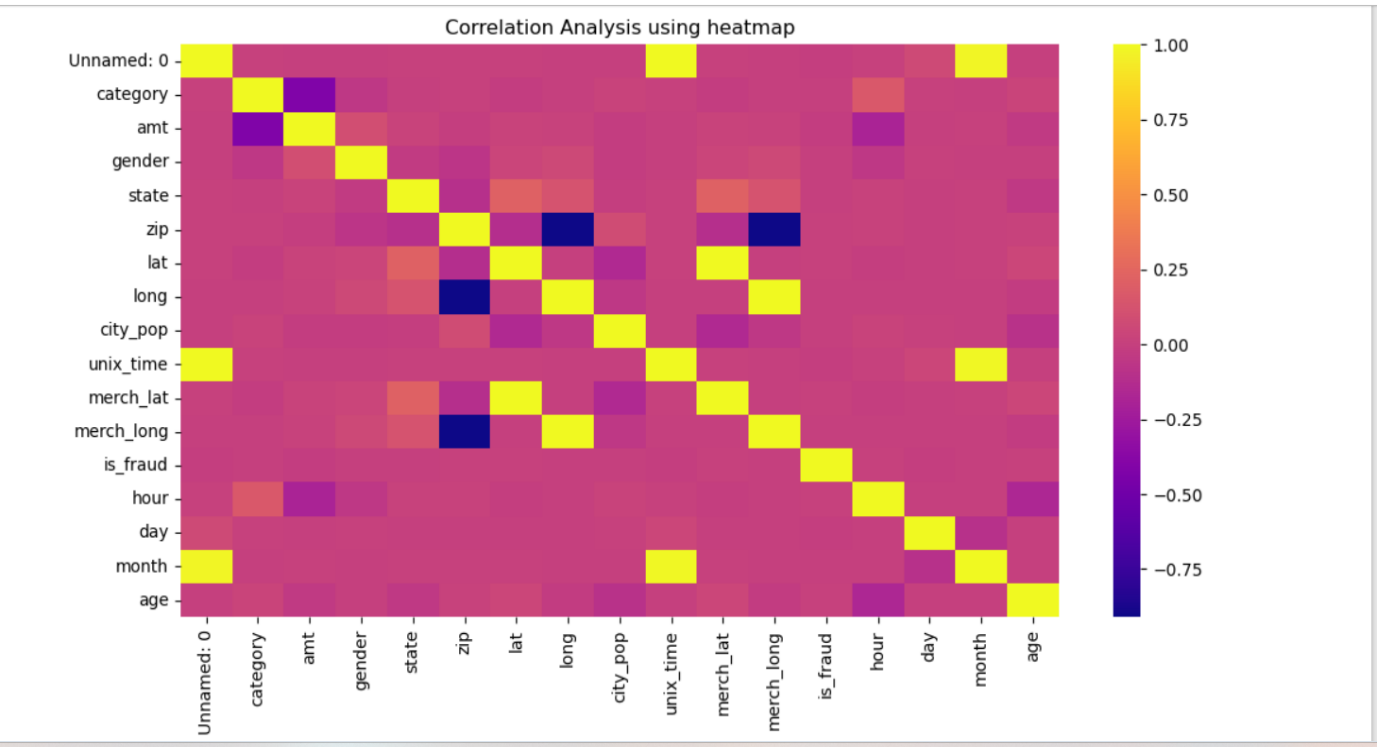 Correlation Analysis using heatmap
Unnamed: 0
category
amt
gender
state
zip
lat
long
city_pop
unix_time
merch_lat
merch_long
is_fraud
hour
day
month
age
Unnamed: 0
category
amt
gender
state
zip
lat
long
city_pop
unix_time
merch_lat
merch_long
is_fraud
hour
day
month
age
1.00
0.75
0.50
0.25
0.00
−0.25
−0.50
−0.75